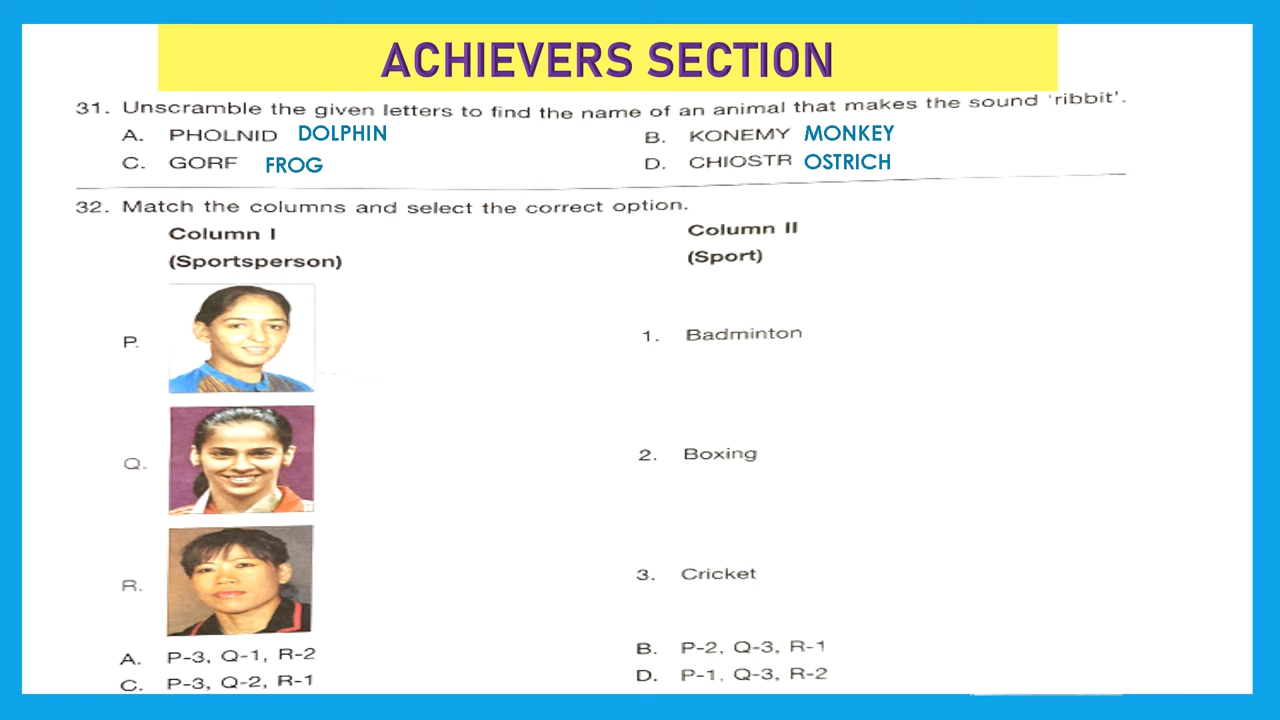 ACHIEVERS SECTION
31. Unscramble the given letters to find the name of an animal that makes the sound 'ribbit'.
A. PHOLNID DOLPHIN B. KONEMY MONKEY
C. GORF FROG D. CHIOSTR OSTRICH
32. Match the columns and select the correct option.
Column I Column II
(Sportsperson) (Sport)
P. 1. Badminton
Q. 2. Boxing
R. 3. Cricket
A. P-3, Q-1, R-2 B. P-2, Q-3, R-1
C. P-3, Q-2, R-1 D. P-1, Q-3, R-2